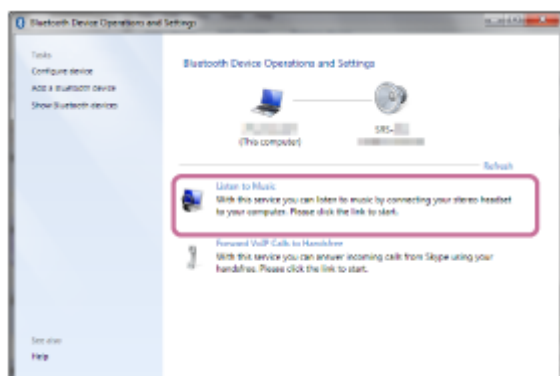 Bluetooth Device Operations and Settings
Tasks
Configure device
Add a Bluetooth device
Show Bluetooth devices
See also
Help
Bluetooth Device Operations and Settings
(This computer)
SRS-
Refresh
Listen to Music
With this service you can listen to music by connecting your stereo headset
to your computer. Please click the link to start.
Forward VoIP Calls to Handsfree
With this service you can answer incoming calls from Skype using your
handsfree. Please click the link to start.